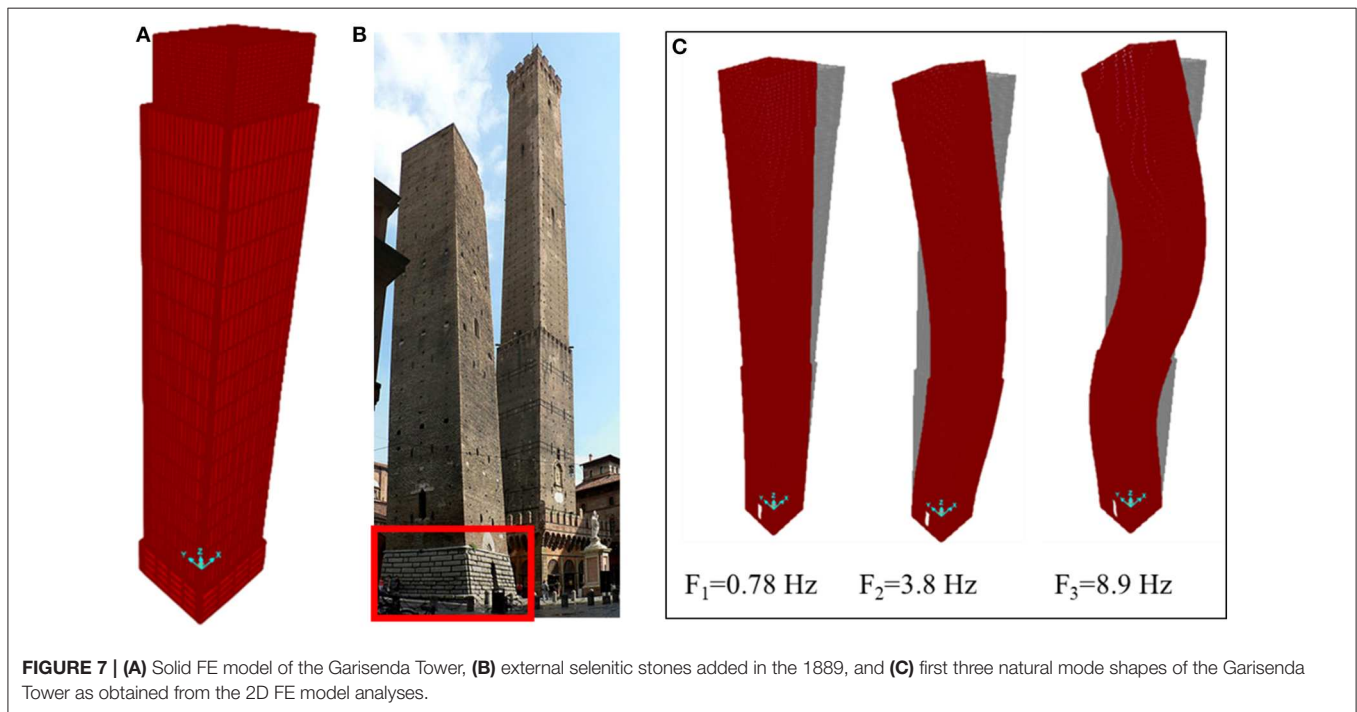 A
B
C
Z
Y X
Z
Y X
Z
Y X
Z
Y X
F₁=0.78 Hz F₂=3.8 Hz F₃=8.9 Hz
FIGURE 7 | (A) Solid FE model of the Garisenda Tower, (B) external selenitic stones added in the 1889, and (C) first three natural mode shapes of the Garisenda
Tower as obtained from the 2D FE model analyses.